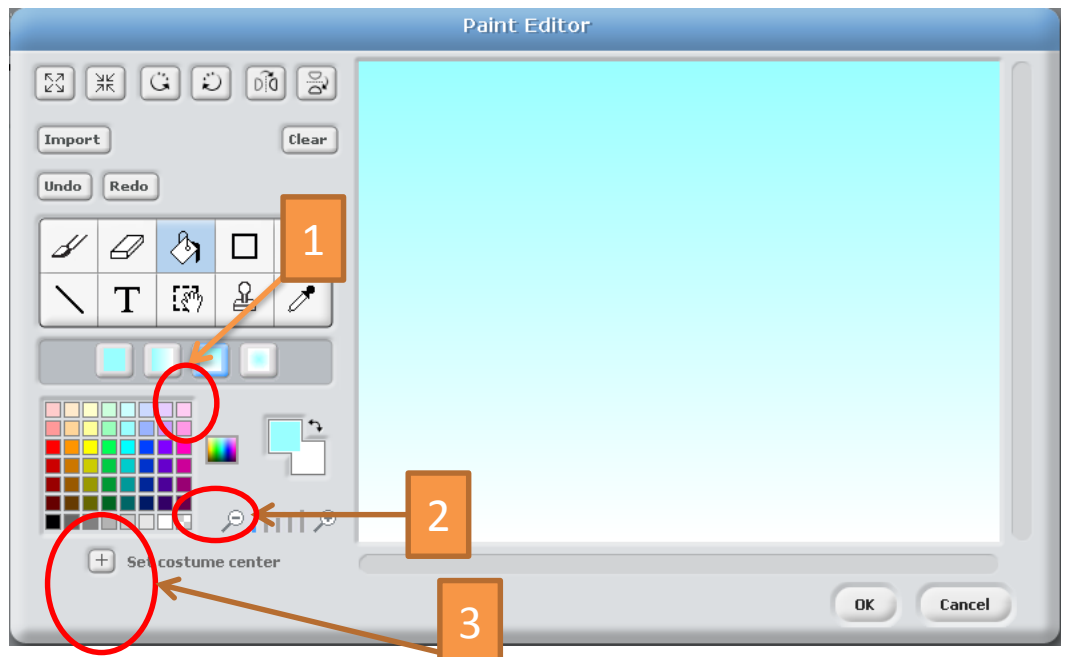 Paint Editor
Import
Clear
Undo
Redo
1
T
2
Set costume center
OK
Cancel
3